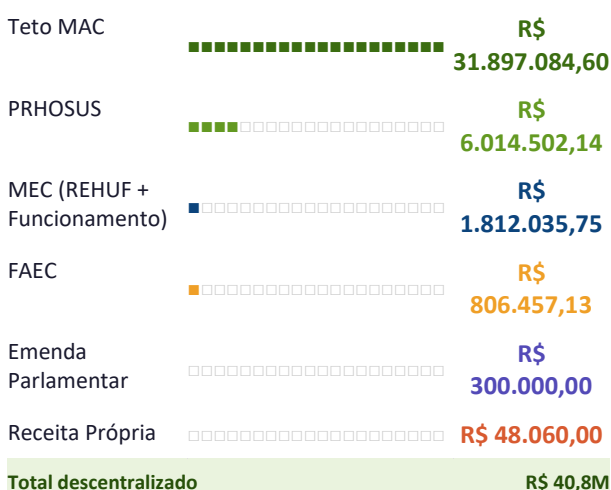 Teto MAC
R$
31.897.084,60
PRHOSUS
R$
6.014.502,14
MEC (REHUF +
Funcionamento)
R$
1.812.035,75
FAEC
R$
806.457,13
Emenda
Parlamentar
R$
300.000,00
Receita Própria R$ 48.060,00
Total descentralizado R$ 40,8M